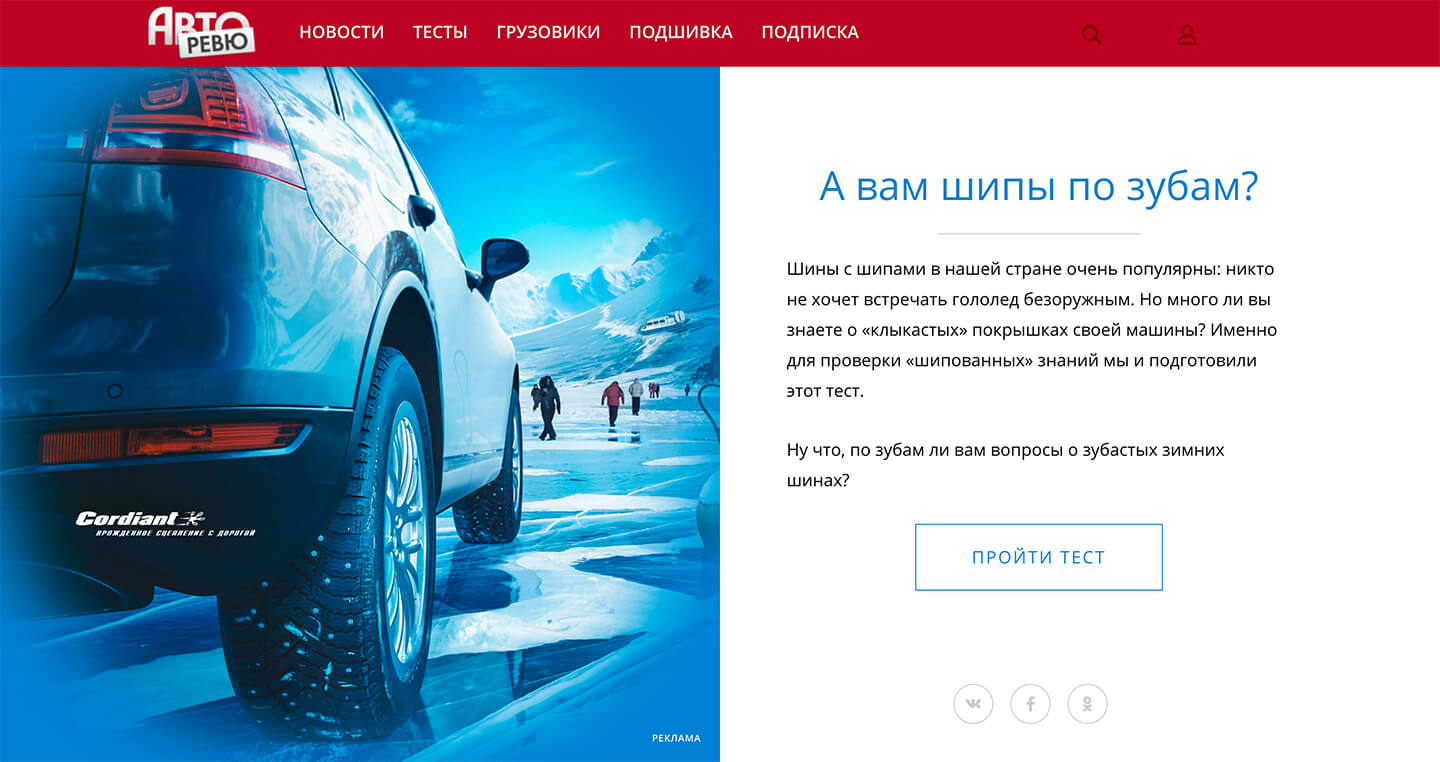 АВТО
РЕВЮ
НОВОСТИ ТЕСТЫ ГРУЗОВИКИ ПОДШИВКА ПОДПИСКА
Cordiant
ВРОЖДЕННОЕ СЦЕПЛЕНИЕ С ДОРОГОЙ
РЕКЛАМА
А вам шипы по зубам?
Шины с шипами в нашей стране очень популярны: никто
не хочет встречать гололед безоружным. Но много ли вы
знаете о «клыкастых» покрышках своей машины? Именно
для проверки «шипованных» знаний мы и подготовили
этот тест.
Ну что, по зубам ли вам вопросы о зубастых зимних
шинах?
ПРОЙТИ ТЕСТ